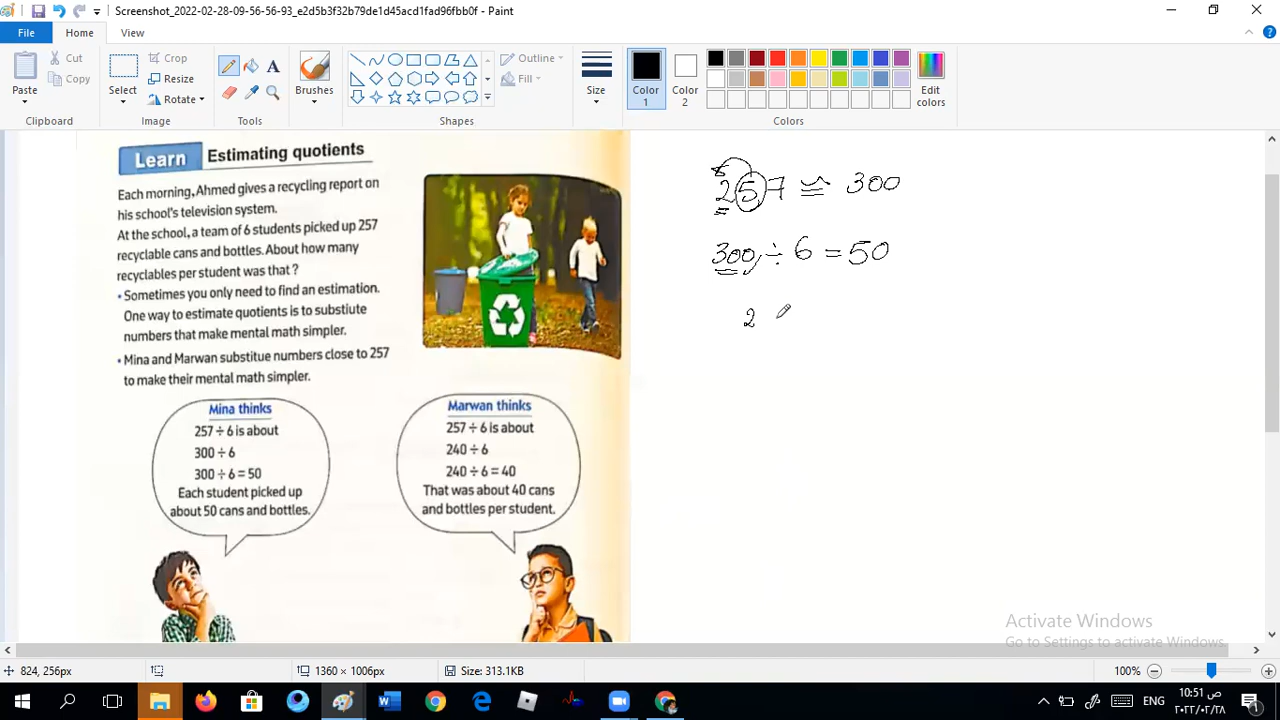 Screenshot_2022-02-28-09-56-56-93_e2d5b3f32b79de1d45acd1fad96fbb0f - Paint
File
Home
View
Paste
Cut
Copy
Clipboard
Select
Crop
Resize
Rotate
Image
Tools
Brushes
Shapes
Outline
Fill
Size
Color
1
Color
2
Edit
colors
Colors
Learn Estimating quotients
Each morning, Ahmed gives a recycling report on
his school's television system.
At the school, a team of 6 students picked up 257
recyclable cans and bottles. About how many
recyclables per student was that ?
• Sometimes you only need to find an estimation.
One way to estimate quotients is to substiute
numbers that make mental math simpler.
• Mina and Marwan substitue numbers close to 257
to make their mental math simpler.
Mina thinks
257 ÷ 6 is about
300 ÷ 6
300 ÷ 6 = 50
Each student picked up
about 50 cans and bottles.
Marwan thinks
257 ÷ 6 is about
240 ÷ 6
240 ÷ 6 = 40
That was about 40 cans
and bottles per student.
257 ≃ 300
300 ÷ 6 = 50
2
Activate Windows
Go to Settings to activate Windows.
824, 256px
1360 × 1006px
Size: 313.1KB
100%
ENG
10:51 ص
٢٠٢٢/٠٢/٢٨